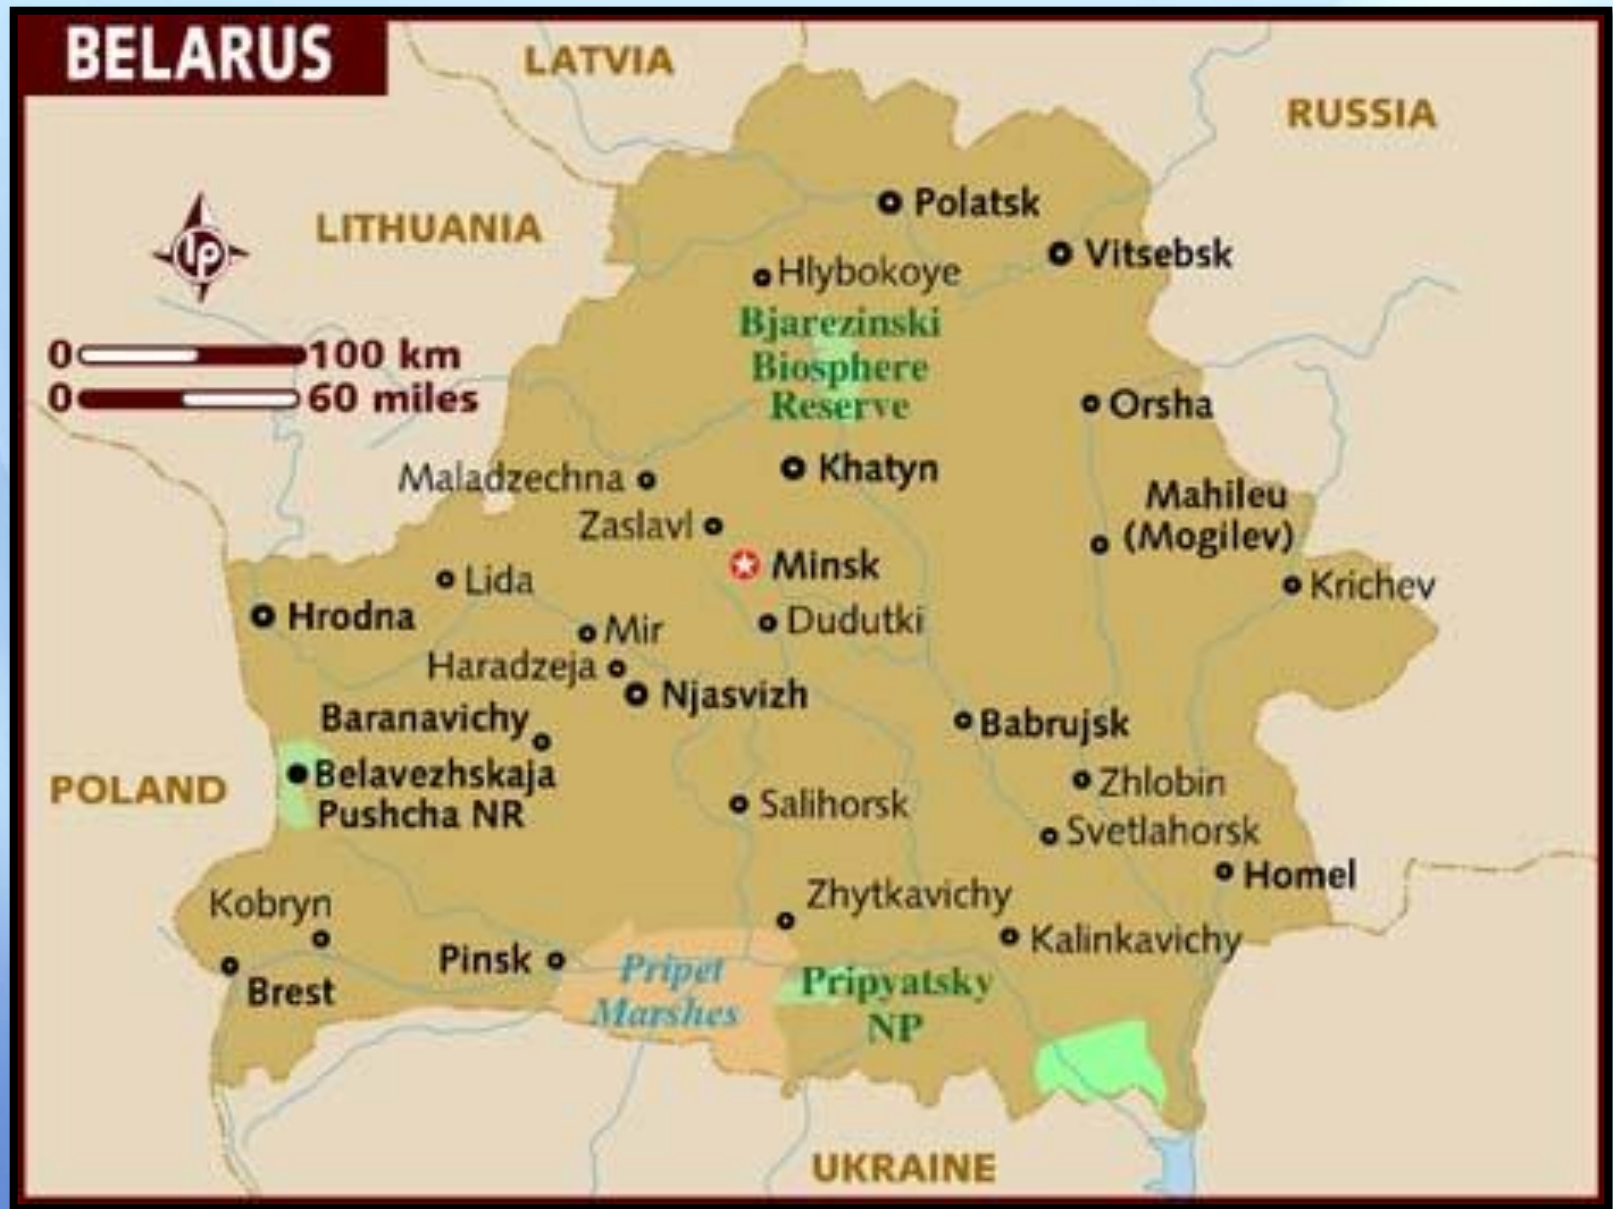 BELARUS
LATVIA
RUSSIA
LITHUANIA
lp
Polatsk
Vitsebsk
Hlybokoye
Bjarezinski
Biosphere
Reserve
0 100 km
0 60 miles
Orsha
Khatyn
Maladzechna
Mahileu
(Mogilev)
Zaslavl
Minsk
Lida
Krichev
Hrodna
Mir
Dudutki
Haradzeja
Njasvizh
Baranavichy
Babrujsk
POLAND
Belavezhskaja
Pushcha NR
Zhlobin
Salihorsk
Svetlahorsk
Homel
Kobryn
Zhytkavichy
Kalinkavichy
Pinsk
Brest
Pripet
Marshes
Pripyatsky
NP
UKRAINE